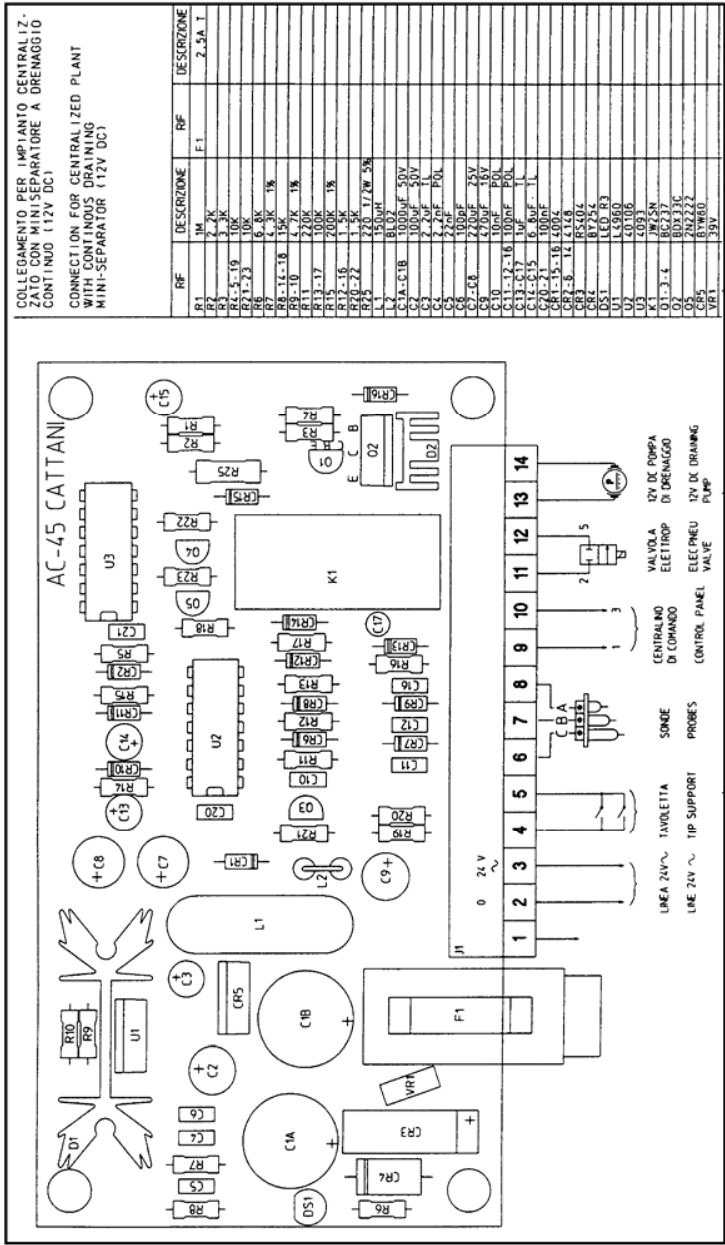 COLLEGAMENTO PER IMPIANTO CENTRALIZ-
ZATO CON MINISEPARATORE A DRENAGGIO
CONTINUO (12V DC)
CONNECTION FOR CENTRALIZED PLANT
WITH CONTINOUS DRAINING
MINI-SEPARATOR (12V DC)
RIF DESCRIZIONE RIF DESCRIZIONE
R1 1M F1 2.5A T
R2 2.2K
R3 3.3K
R4-5-19 10K
R21-23 10K
R6 6.8K
R7 4.3K 1%
R8-14-18 15K
R9-10 4.7K 1%
R11 220K
R13-17 100K
R15 200K 1%
R12-16 1.5K
R20-22 1.5K
R25 220 1/2W 5%
L1 150uH
L2 BL02
C1A-C1B 1000uF 50V
C2 100uF 50V
C3 2.2uF TL
C4 2.2nF POL
C5 22nF
C6 100pF
C7-C8 220uF 25V
C9 470uF 16V
C10 10nF POL
C11-12-16 100nF POL
C13-C17 1uF TL
C14-C15 6.8uF TL
C20-21 100nF
CR1-15-16 4004
CR2-6..14 4148
CR3 RS404
CR4 BY254
DS1 LED R3
U1 L4960
U2 40106
U3 4093
K1 JW2SN
Q1-3-4 BC237
Q2 BDX33C
Q5 2N2222
CR5 BYW80
VR1 39V
AC-45 CATTANI
C15
R1
R2
R4
R3
CR16
Q1
B
C
E
Q2
D2
R25
CR15
U3
R22
Q4
R23
Q5
R18
K1
C21
R5
CR2
R15
CR11
C14
CR10
R14
C13
U2
C20
CR14
R17
CR12
R13
CR8
R12
CR6
R11
C10
Q3
R21
C17
CR13
R16
C16
CR9
C12
CR7
C11
R20
R19
C8
C7
CR1
L2
C9
L1
D1
R10
R9
U1
C3
CR5
C2
C1B
C1A
C6
C4
R7
C5
R8
DS1
VR1
CR3
CR4
R6
F1
J1
0 24 V
1 2 3 4 5 6 7 8 9 10 11 12 13 14
C B A
1 3
2 5
P
LINEA 24V
LINE 24V
TAVOLETTA
TIP SUPPORT
SONDE
PROBES
CENTRALINO
DI COMANDO
CONTROL PANEL
VALVOLA
ELETTROP
ELEC.PNEU
VALVE
12V DC POMPA
DI DRENAGGIO
12V DC DRAINING
PUMP